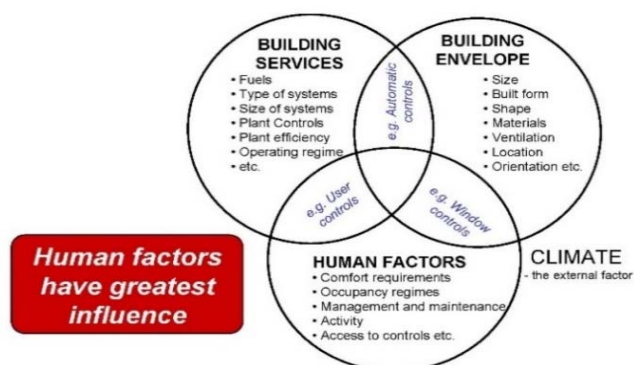 BUILDING
SERVICES
• Fuels
• Type of systems
• Size of systems
• Plant Controls
• Plant efficiency
• Operating regime
• etc.
BUILDING
ENVELOPE
• Size
• Built form
• Shape
• Materials
• Ventilation
• Location
• Orientation etc.
e.g. Automatic
controls
e.g. User
controls
e.g. Window
controls
HUMAN FACTORS
• Comfort requirements
• Occupancy regimes
• Management and maintenance
• Activity
• Access to controls etc.
CLIMATE
- the external factor
Human factors
have greatest
influence